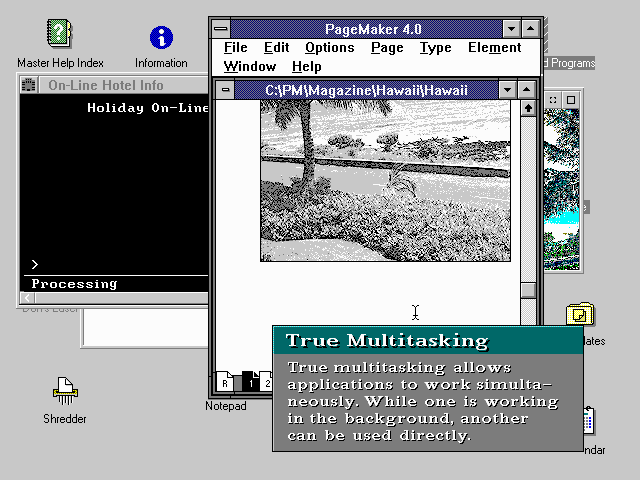 PageMaker 4.0
File Edit Options Page Type Element
Window Help
C:\PM\Magazine\Hawaii\Hawaii
Master Help Index
Information
d Programs
On-Line Hotel Info
Holiday On-Line
>
Processing
lates
True Multitasking
True multitasking allows
applications to work simulta-
neously. While one is working
in the background, another
can be used directly.
R 1 2
Notepad
Shredder
ndar